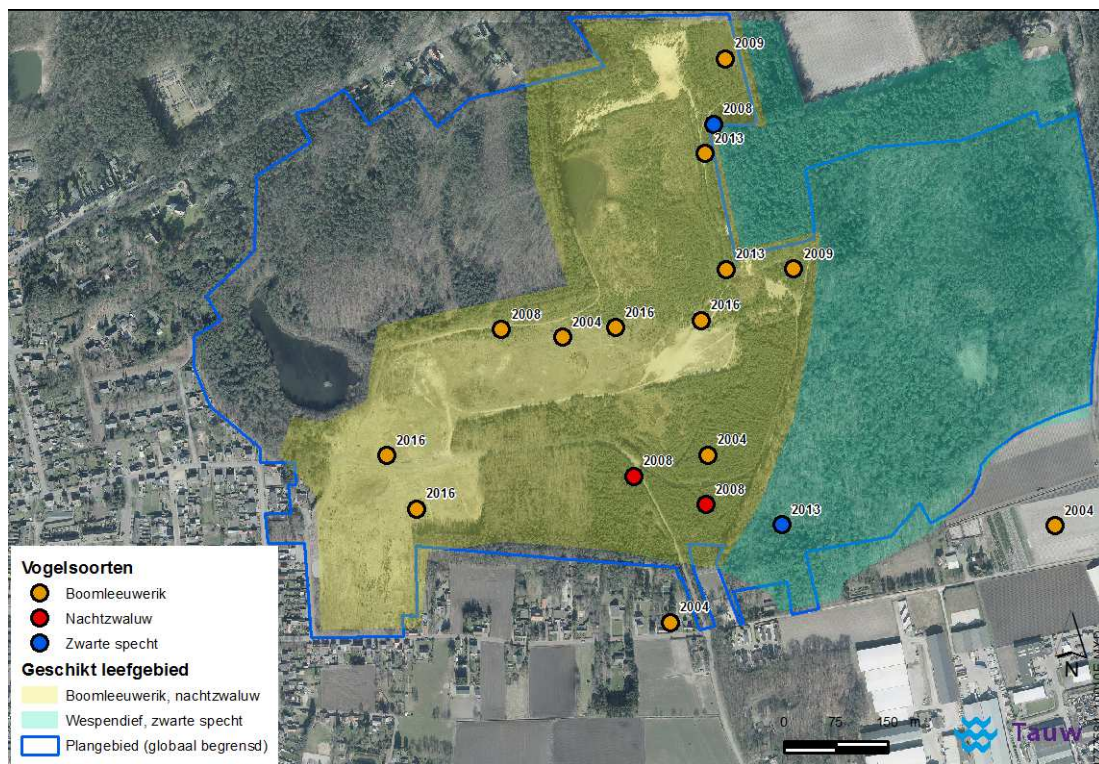 2009
2008
2013
2013
2009
2008
2004
2016
2016
2016
2004
2008
2016
2008
2013
2004
2004
Vogelsoorten
Boomleeuwerik
Nachtzwaluw
Zwarte specht
Geschikt leefgebied
Boomleeuwerik, nachtzwaluw
Wespendief, zwarte specht
Plangebied (globaal begrensd)
0 75 150 m
N
Tauw